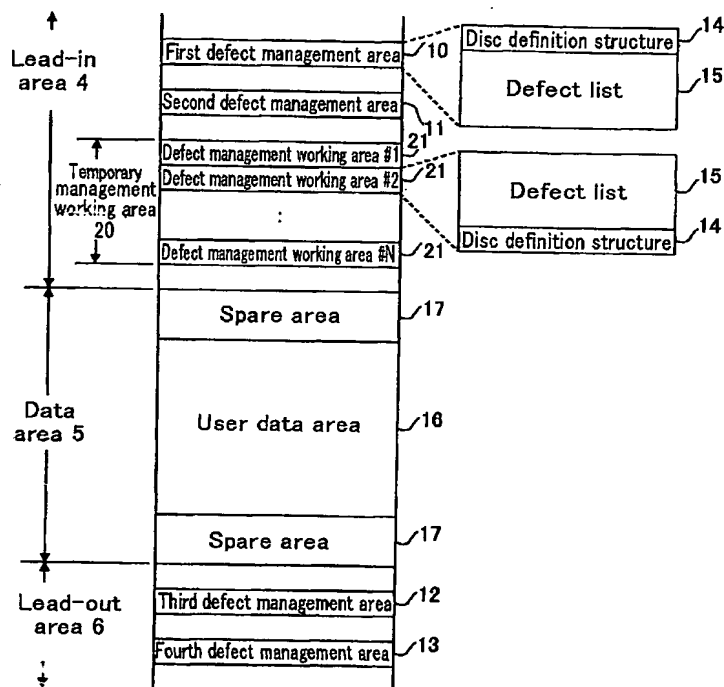 Lead-in
area 4
First defect management area
10
Second defect management area
11
Temporary
management
working area
20
Defect management working area #1
21
Defect management working area #2
21
:
Defect management working area #N
21
Disc definition structure
14
Defect list
15
Defect list
15
Disc definition structure
14
Data
area 5
Spare area
17
User data area
16
Spare area
17
Lead-out
area 6
Third defect management area
12
Fourth defect management area
13